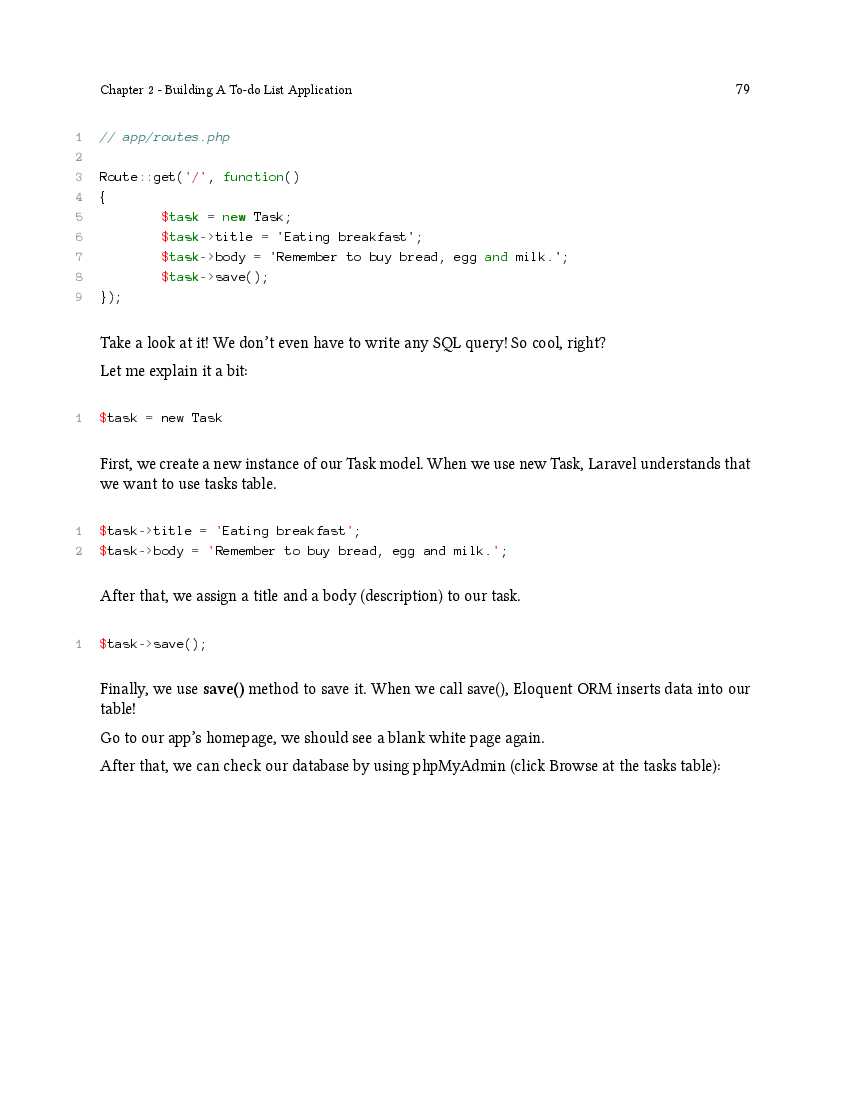 Chapter 2 - Building A To-do List Application 79
1 // app/routes.php
2
3 Route::get('/', function()
4 {
5         $task = new Task;
6         $task->title = 'Eating breakfast';
7         $task->body = 'Remember to buy bread, egg and milk.';
8         $task->save();
9 });
Take a look at it! We don’t even have to write any SQL query! So cool, right?
Let me explain it a bit:
1 $task = new Task
First, we create a new instance of our Task model. When we use new Task, Laravel understands that
we want to use tasks table.
1 $task->title = 'Eating breakfast';
2 $task->body = 'Remember to buy bread, egg and milk.';
After that, we assign a title and a body (description) to our task.
1 $task->save();
Finally, we use save() method to save it. When we call save(), Eloquent ORM inserts data into our
table!
Go to our app’s homepage, we should see a blank white page again.
After that, we can check our database by using phpMyAdmin (click Browse at the tasks table):